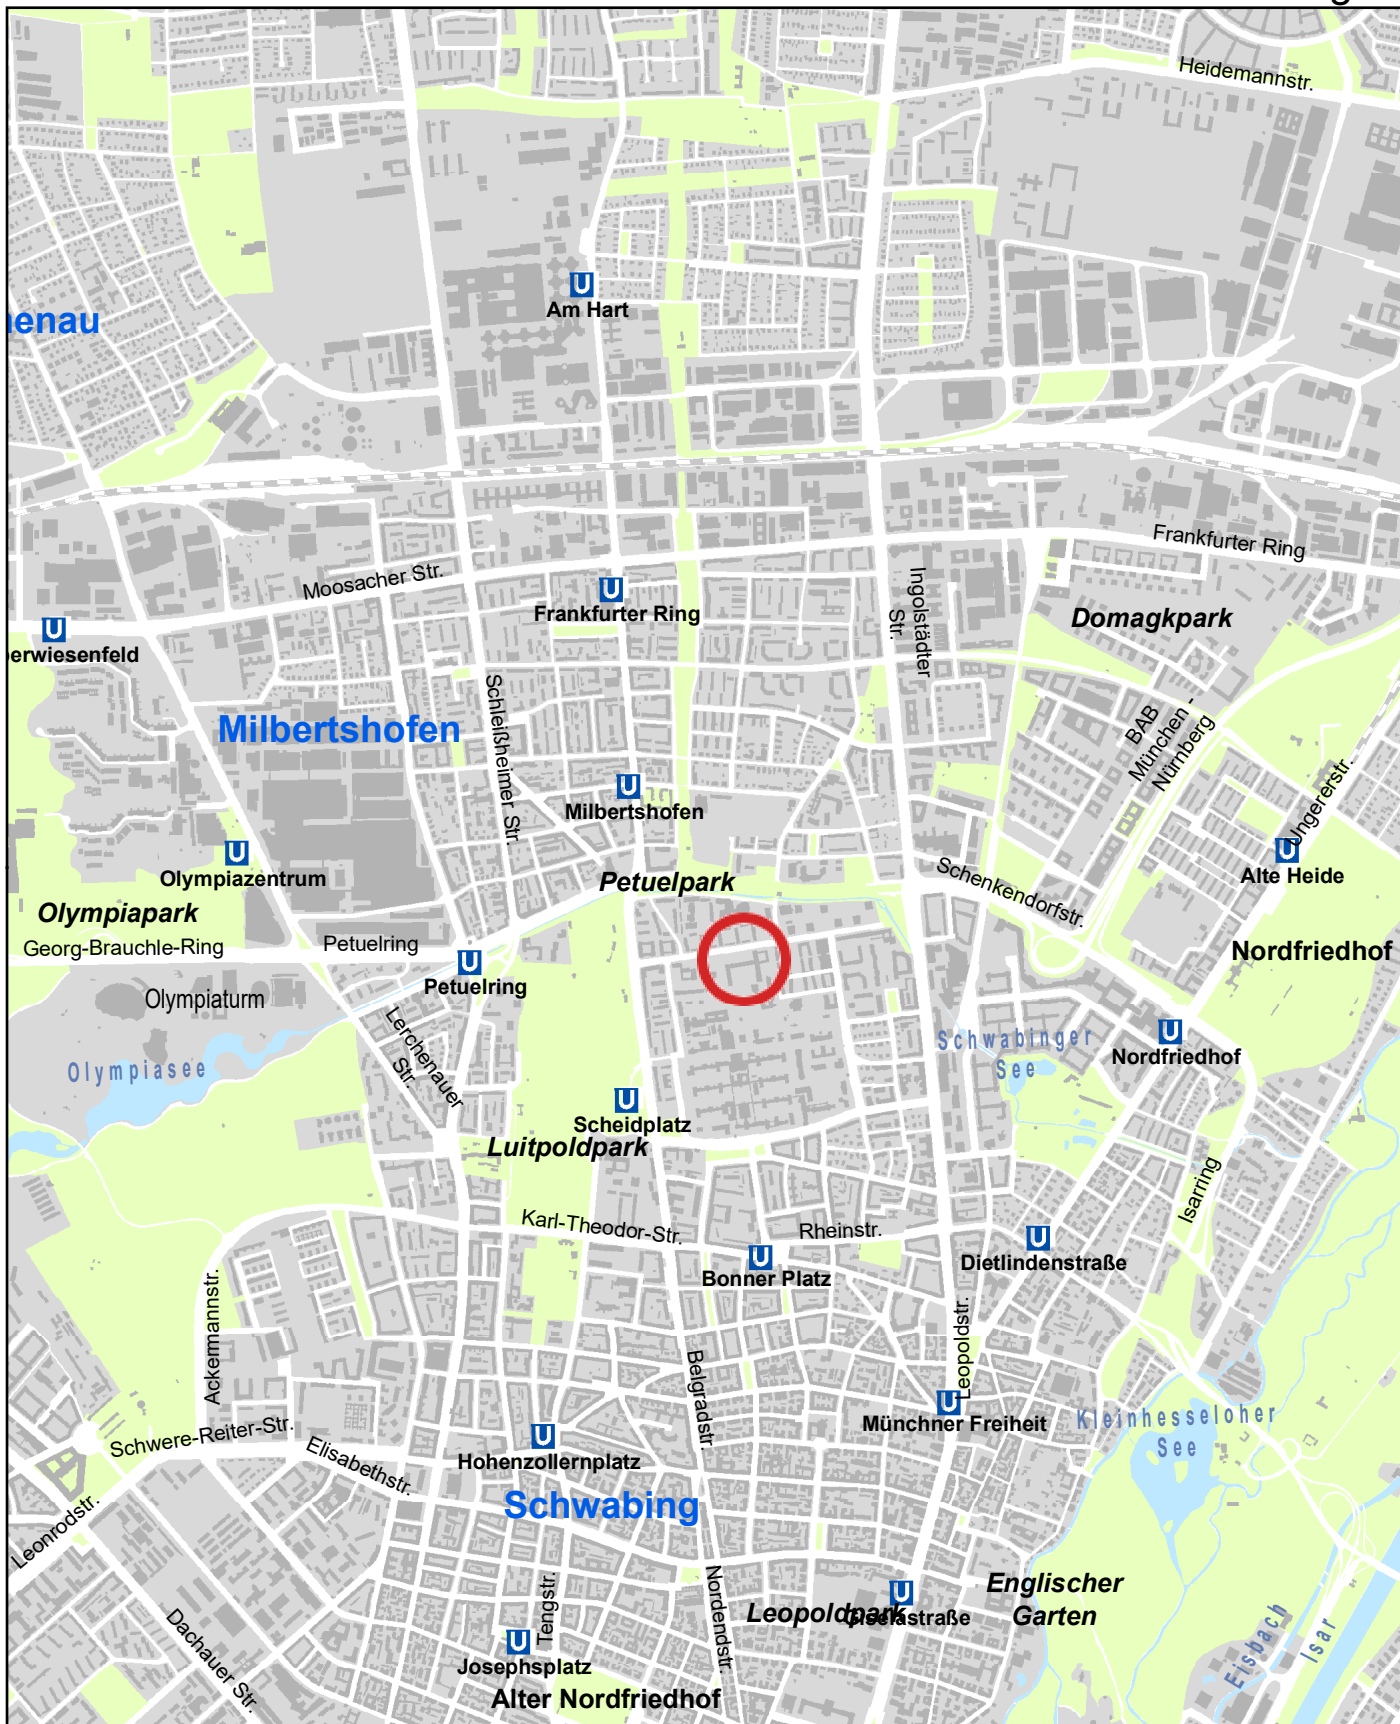 g
Heidemannstr.
U
Am Hart
enau
Frankfurter Ring
Moosacher Str.
U
Frankfurter Ring
Ingolstädter
Str.
Domagkpark
U
berwiesenfeld
Schleißheimer Str.
Milbertshofen
BAB
München -
Nürnberg
U
Milbertshofen
Ungererstr.
U
Alte Heide
U
Olympiazentrum
Petuelpark
Schenkendorfstr.
Olympiapark
Georg-Brauchle-Ring
Petuelring
U
Petuelring
Nordfriedhof
Olympiaturm
Lerchenauer
Str.
Schwabinger
See
U
Nordfriedhof
Olympiasee
U
Scheidplatz
Luitpoldpark
Isarring
Karl-Theodor-Str.
Rheinstr.
U
Bonner Platz
U
Dietlindenstraße
Ackermannstr.
Leopoldstr.
Belgradstr.
U
Münchner Freiheit
Kleinhesseloher
See
Schwere-Reiter-Str.
Elisabethstr.
U
Hohenzollernplatz
Schwabing
Leonrodstr.
Dachauer Str.
Tengstr.
Nordendstr.
Leopoldpark
U
Giselastraße
Englischer
Garten
Eisbach
Isar
U
Josephsplatz
Alter Nordfriedhof